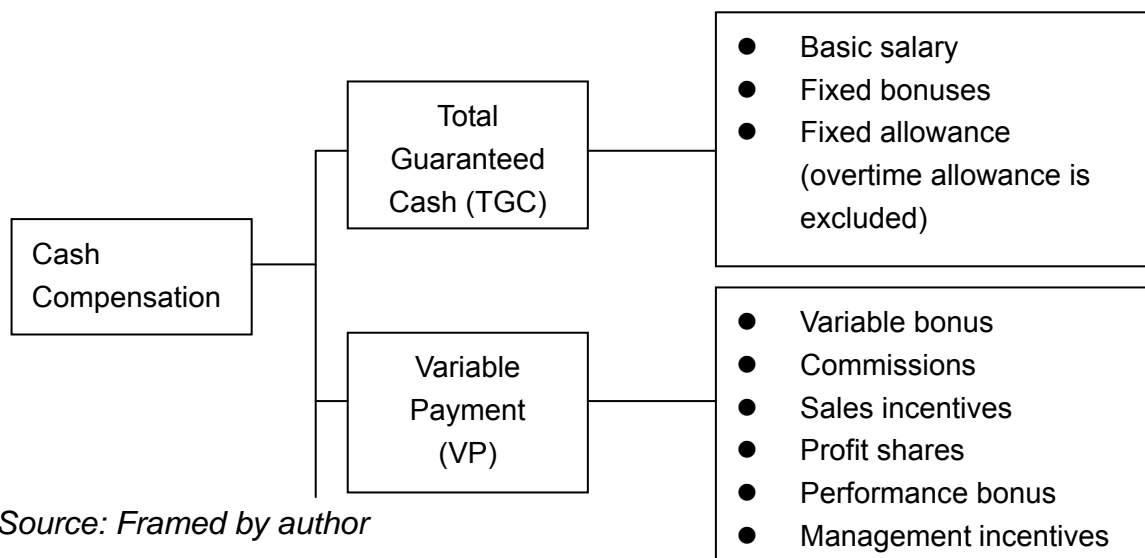 Cash
Compensation
Total
Guaranteed
Cash (TGC)
● Basic salary
● Fixed bonuses
● Fixed allowance
(overtime allowance is
excluded)
Variable
Payment
(VP)
● Variable bonus
● Commissions
● Sales incentives
● Profit shares
● Performance bonus
● Management incentives
Source: Framed by author